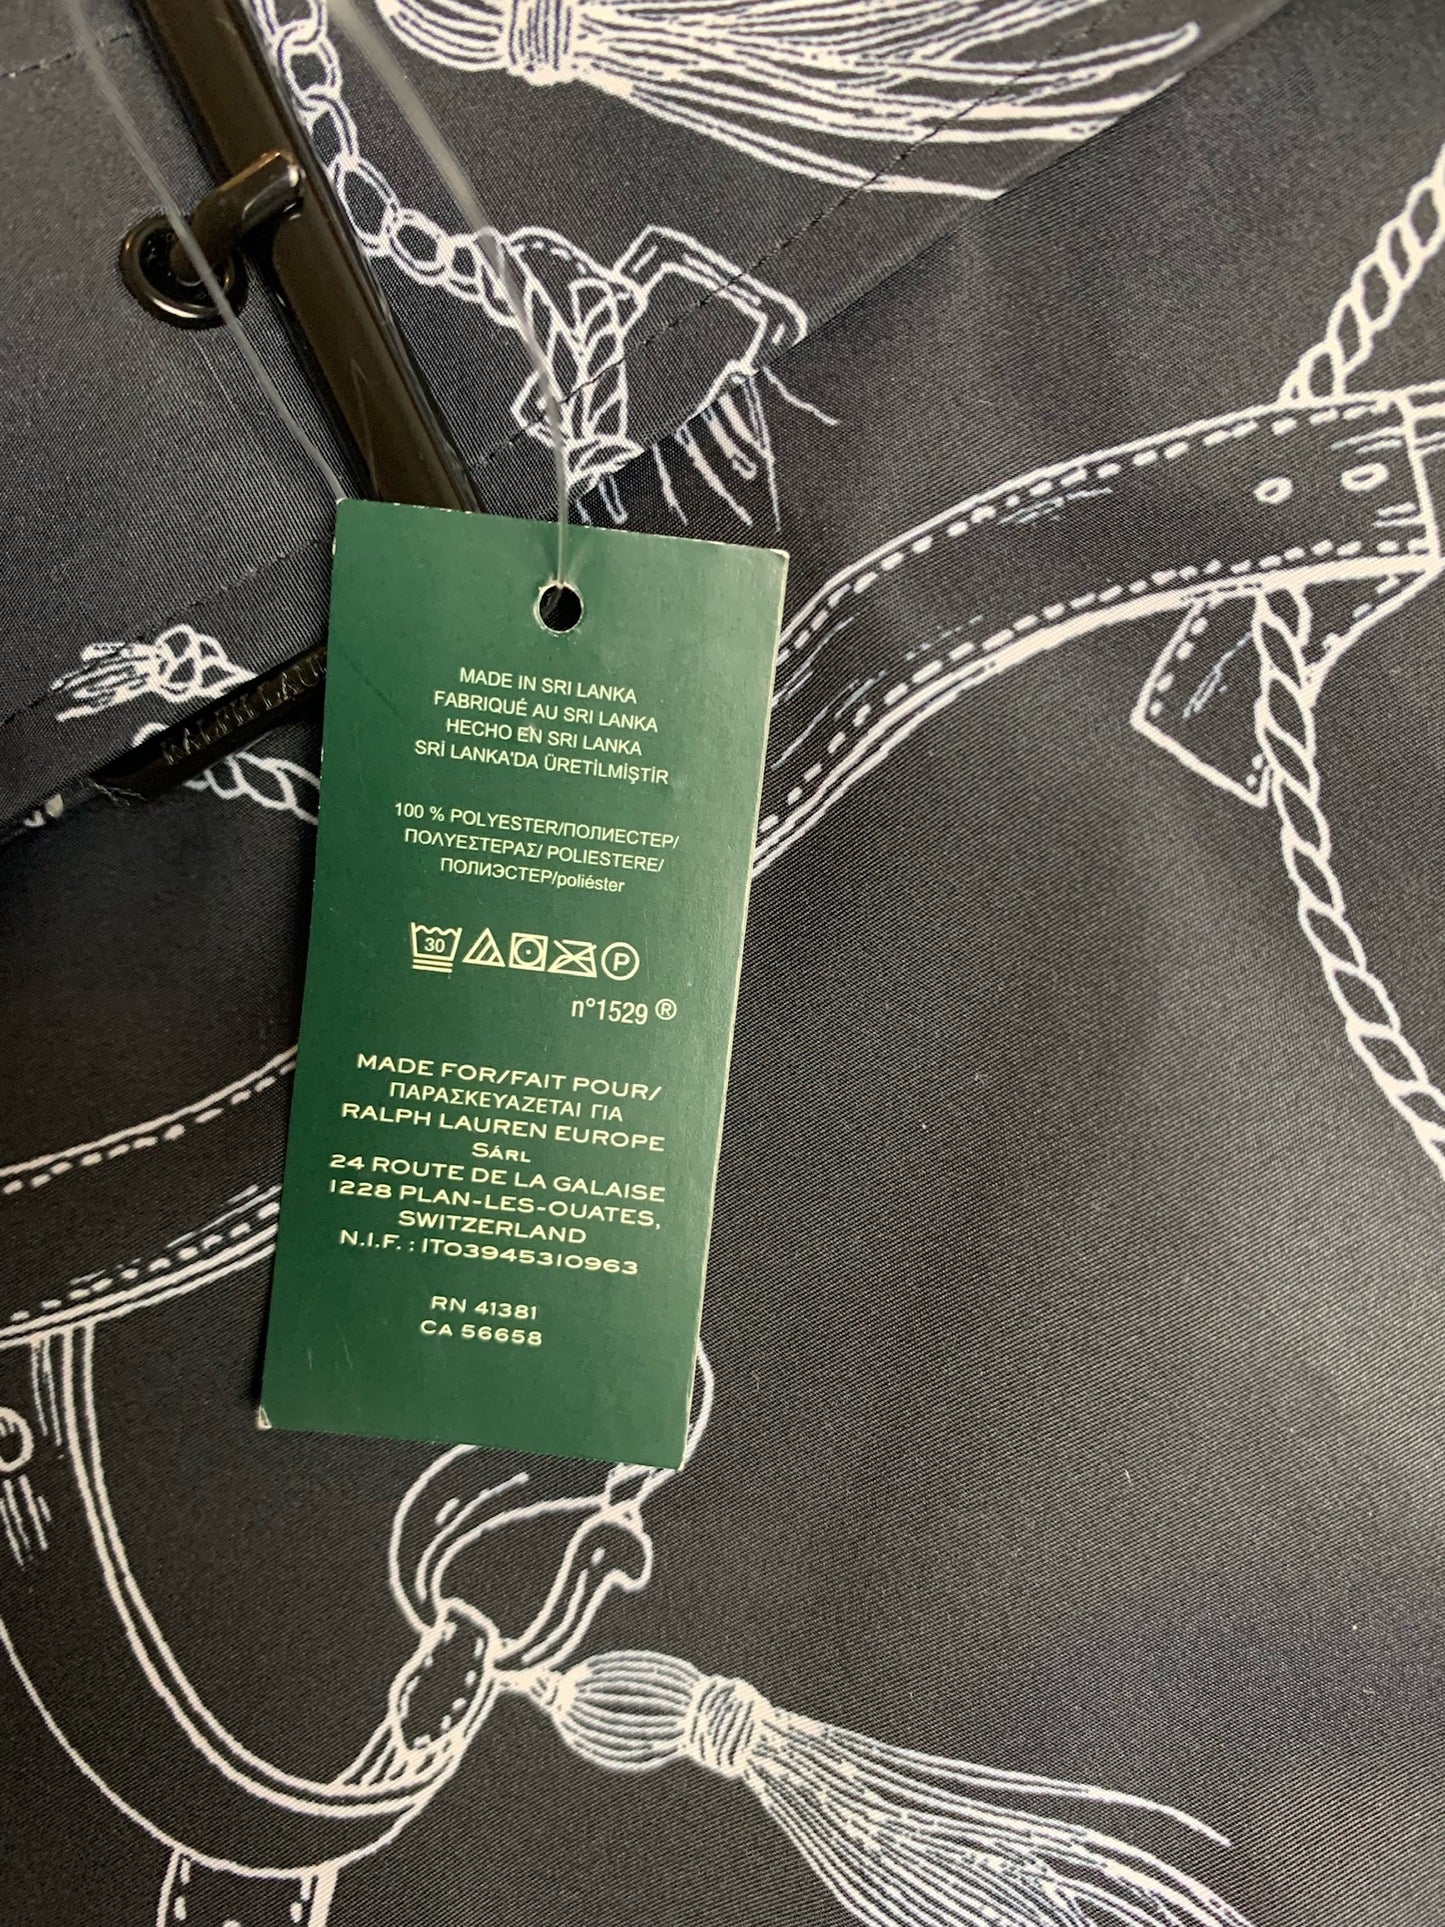 RALPH LAU
MADE IN SRI LANKA
FABRIQUÉ AU SRI LANKA
HECHO EN SRI LANKA
SRİ LANKA'DA ÜRETİLMİŞTİR
100 % POLYESTER/ПОЛИЕСТЕР/
ΠΟΛΥΕΣΤΕΡΑΣ/ POLIESTERE/
ПОЛИЭСТЕР/poliéster
30
P
n°1529 ®
MADE FOR/FAIT POUR/
ΠΑΡΑΣΚΕΥΑΖΕΤΑΙ ΓΙΑ
RALPH LAUREN EUROPE
SÁRL
24 ROUTE DE LA GALAISE
1228 PLAN-LES-OUATES,
SWITZERLAND
N.I.F. : IT03945310963
RN 41381
CA 56658